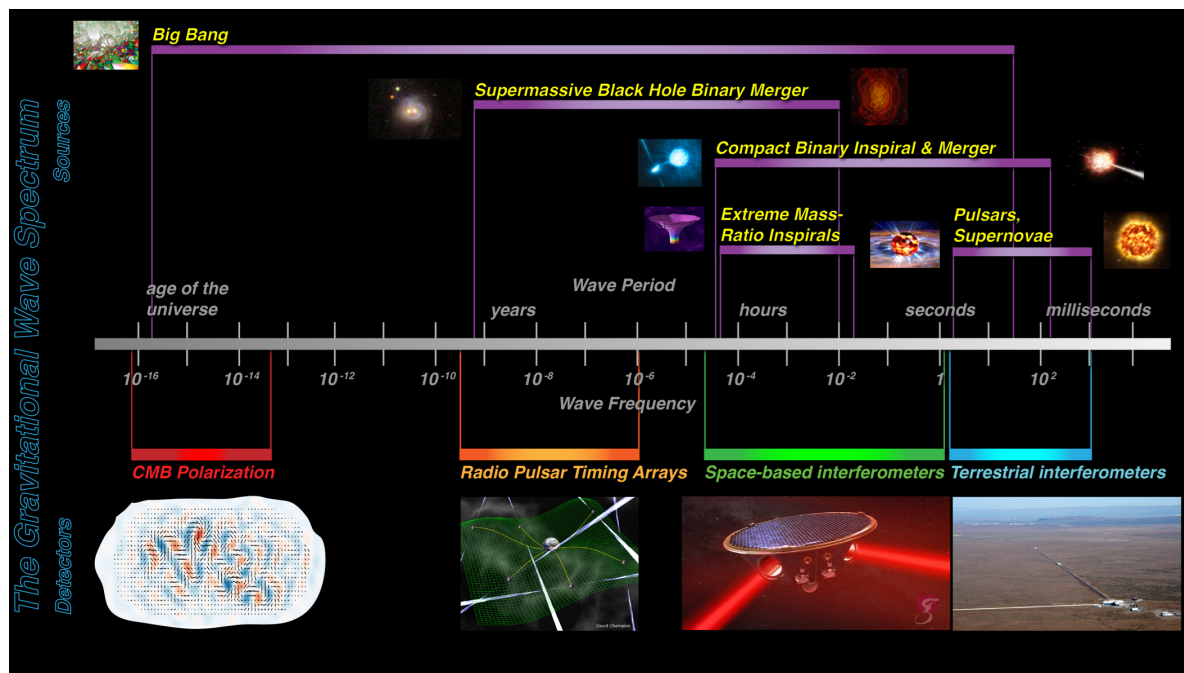 The Gravitational Wave Spectrum
Sources
Big Bang
Supermassive Black Hole Binary Merger
Compact Binary Inspiral & Merger
Extreme Mass-
Ratio Inspirals
Pulsars,
Supernovae
age of the
universe
Wave Period
years
hours
seconds
milliseconds
10⁻¹⁶
10⁻¹⁴
10⁻¹²
10⁻¹⁰
10⁻⁸
10⁻⁶
10⁻⁴
10⁻²
1
10²
Wave Frequency
CMB Polarization
Radio Pulsar Timing Arrays
Space-based interferometers
Terrestrial interferometers
Detectors
David Champion